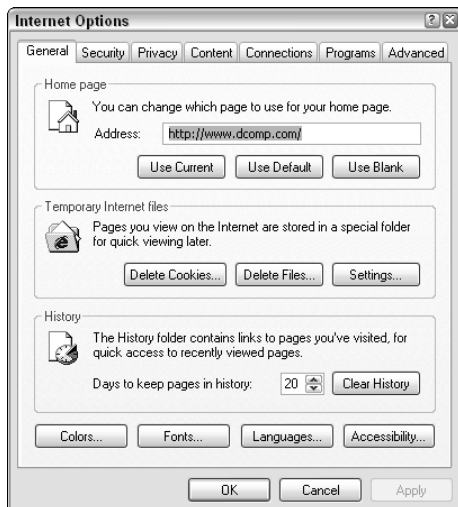 Internet Options
General Security Privacy Content Connections Programs Advanced
Home page
You can change which page to use for your home page.
Address: http://www.dcomp.com/
Use Current Use Default Use Blank
Temporary Internet files
Pages you view on the Internet are stored in a special folder
for quick viewing later.
Delete Cookies... Delete Files... Settings...
History
The History folder contains links to pages you've visited, for
quick access to recently viewed pages.
Days to keep pages in history: 20 Clear History
Colors... Fonts... Languages... Accessibility...
OK Cancel Apply